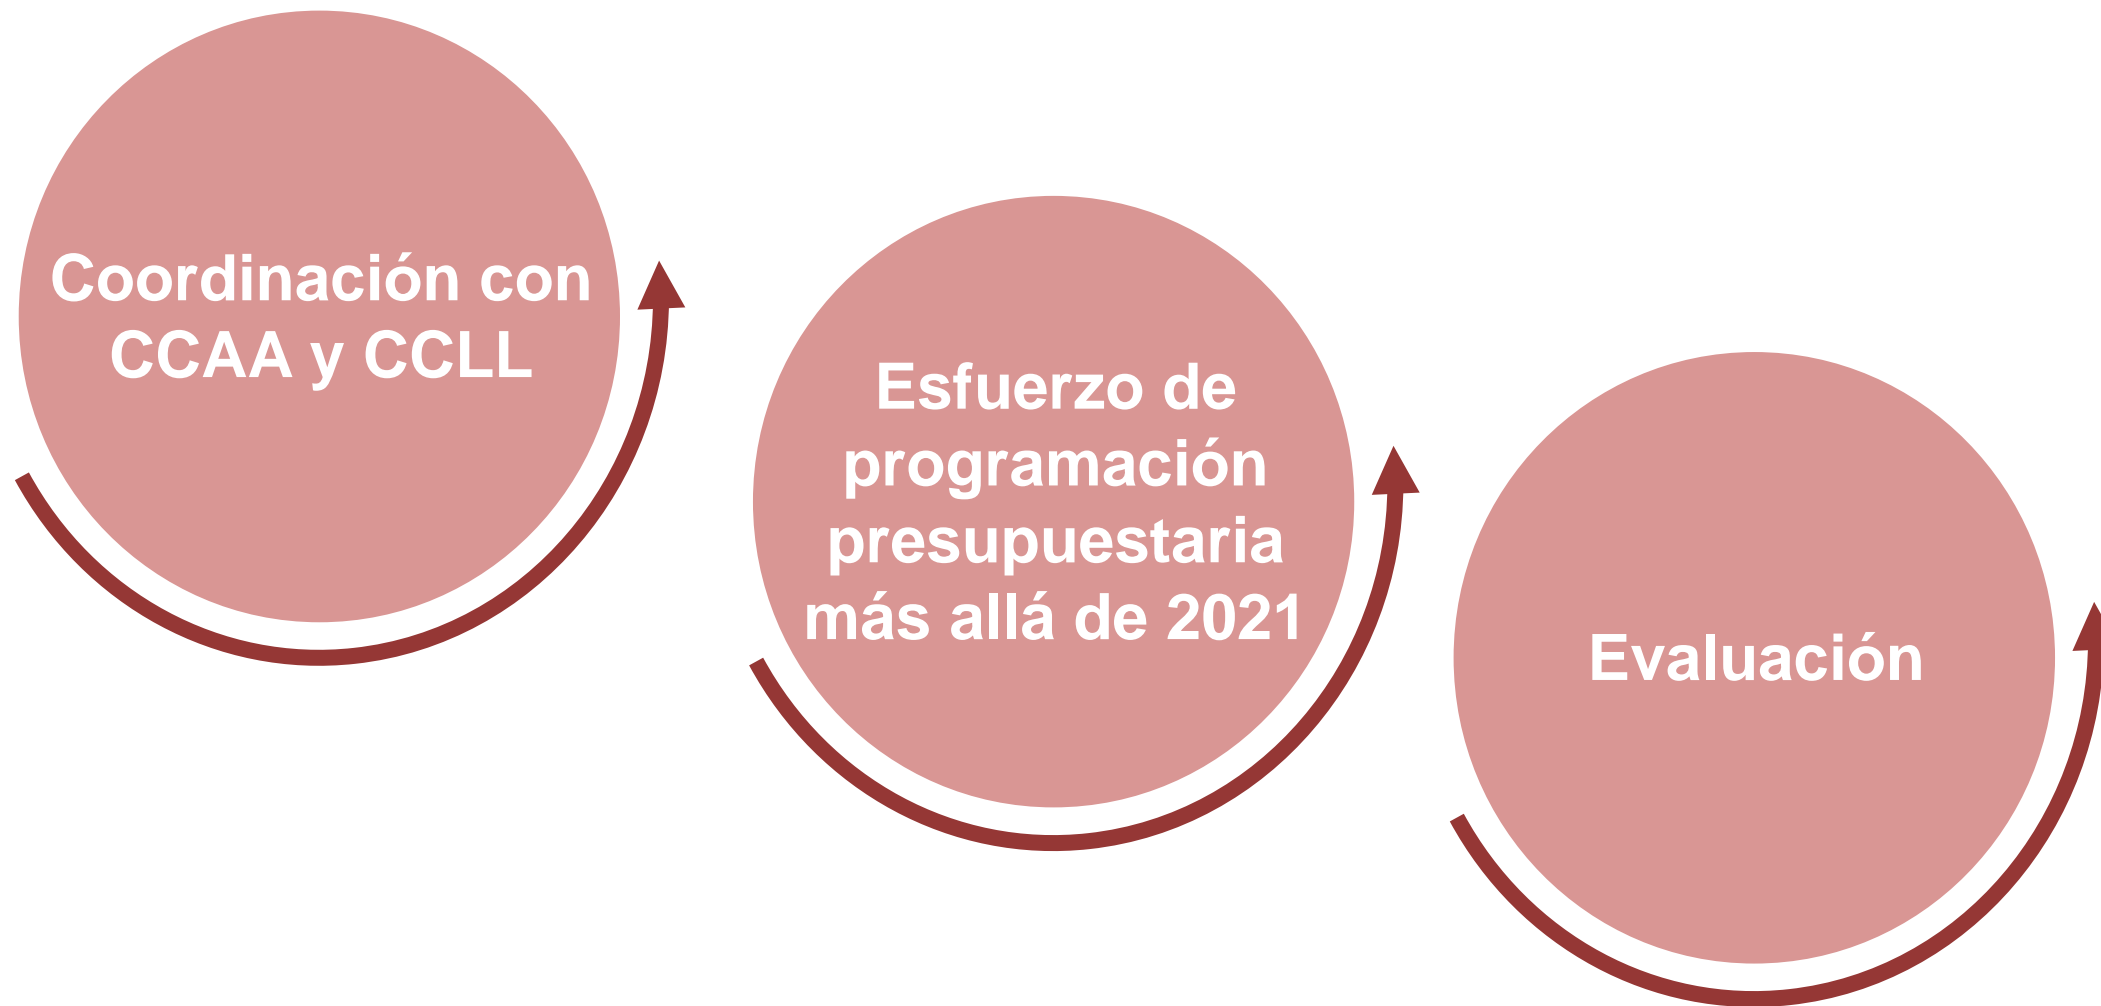 Coordinación con
CCAA y CCLL
Esfuerzo de
programación
presupuestaria
más allá de 2021
Evaluación